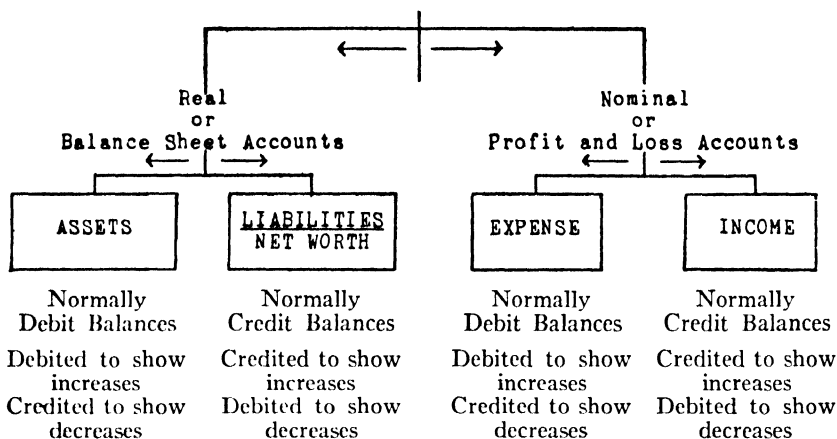 Real
or
Balance Sheet Accounts
Nominal
or
Profit and Loss Accounts
ASSETS
LIABILITIES
NET WORTH
EXPENSE
INCOME
Normally
Debit Balances
Debited to show
increases
Credited to show
decreases
Normally
Credit Balances
Credited to show
increases
Debited to show
decreases
Normally
Debit Balances
Debited to show
increases
Credited to show
decreases
Normally
Credit Balances
Credited to show
increases
Debited to show
decreases